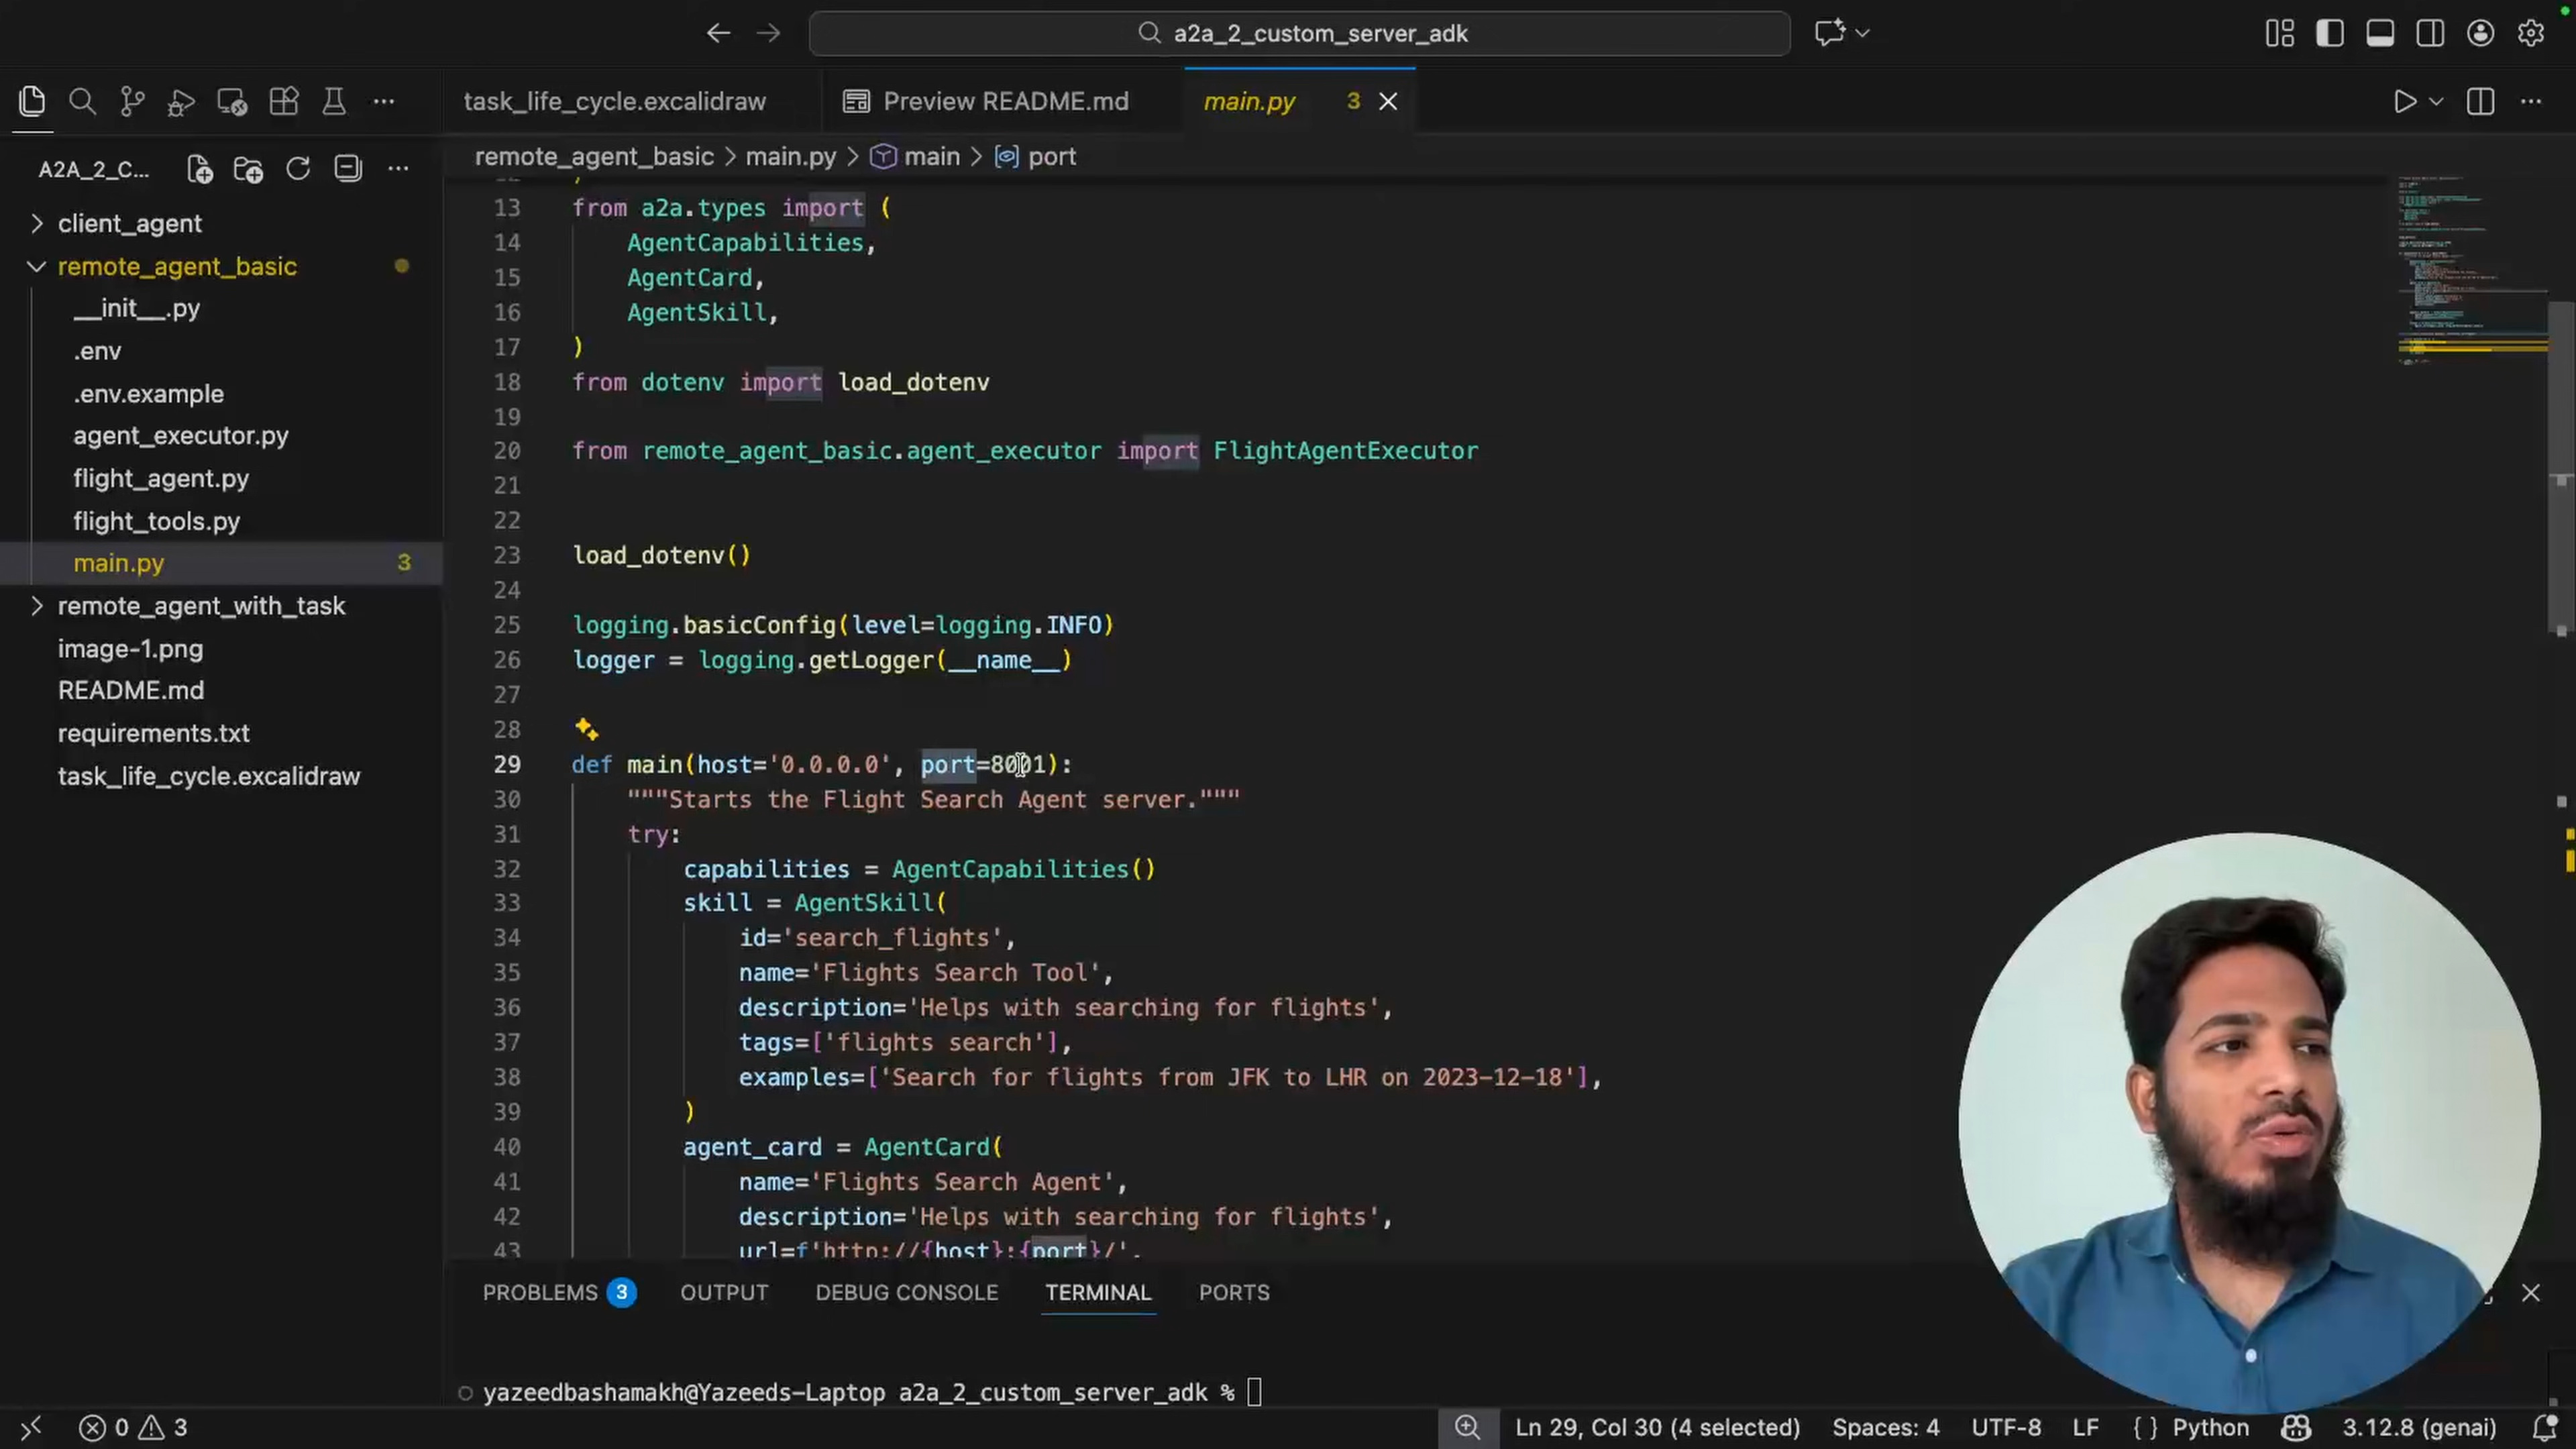 a2a_2_custom_server_adk
task_life_cycle.excalidraw
Preview README.md
main.py 3
A2A_2_C...
client_agent
remote_agent_basic
__init__.py
.env
.env.example
agent_executor.py
flight_agent.py
flight_tools.py
main.py 3
remote_agent_with_task
image-1.png
README.md
requirements.txt
task_life_cycle.excalidraw
remote_agent_basic > main.py > main > port
13 from a2a.types import (
14 AgentCapabilities,
15 AgentCard,
16 AgentSkill,
17 )
18 from dotenv import load_dotenv
19
20 from remote_agent_basic.agent_executor import FlightAgentExecutor
21
22
23 load_dotenv()
24
25 logging.basicConfig(level=logging.INFO)
26 logger = logging.getLogger(__name__)
27
28
29 def main(host='0.0.0.0', port=8001):
30 """Starts the Flight Search Agent server."""
31 try:
32 capabilities = AgentCapabilities()
33 skill = AgentSkill(
34 id='search_flights',
35 name='Flights Search Tool',
36 description='Helps with searching for flights',
37 tags=['flights search'],
38 examples=['Search for flights from JFK to LHR on 2023-12-18'],
39 )
40 agent_card = AgentCard(
41 name='Flights Search Agent',
42 description='Helps with searching for flights',
43 url=f'http://{host}:{port}/',
PROBLEMS 3 OUTPUT DEBUG CONSOLE TERMINAL PORTS
yazeedbashamakh@Yazeeds-Laptop a2a_2_custom_server_adk %
0 3 Ln 29, Col 30 (4 selected) Spaces: 4 UTF-8 LF { } Python 3.12.8 (genai)